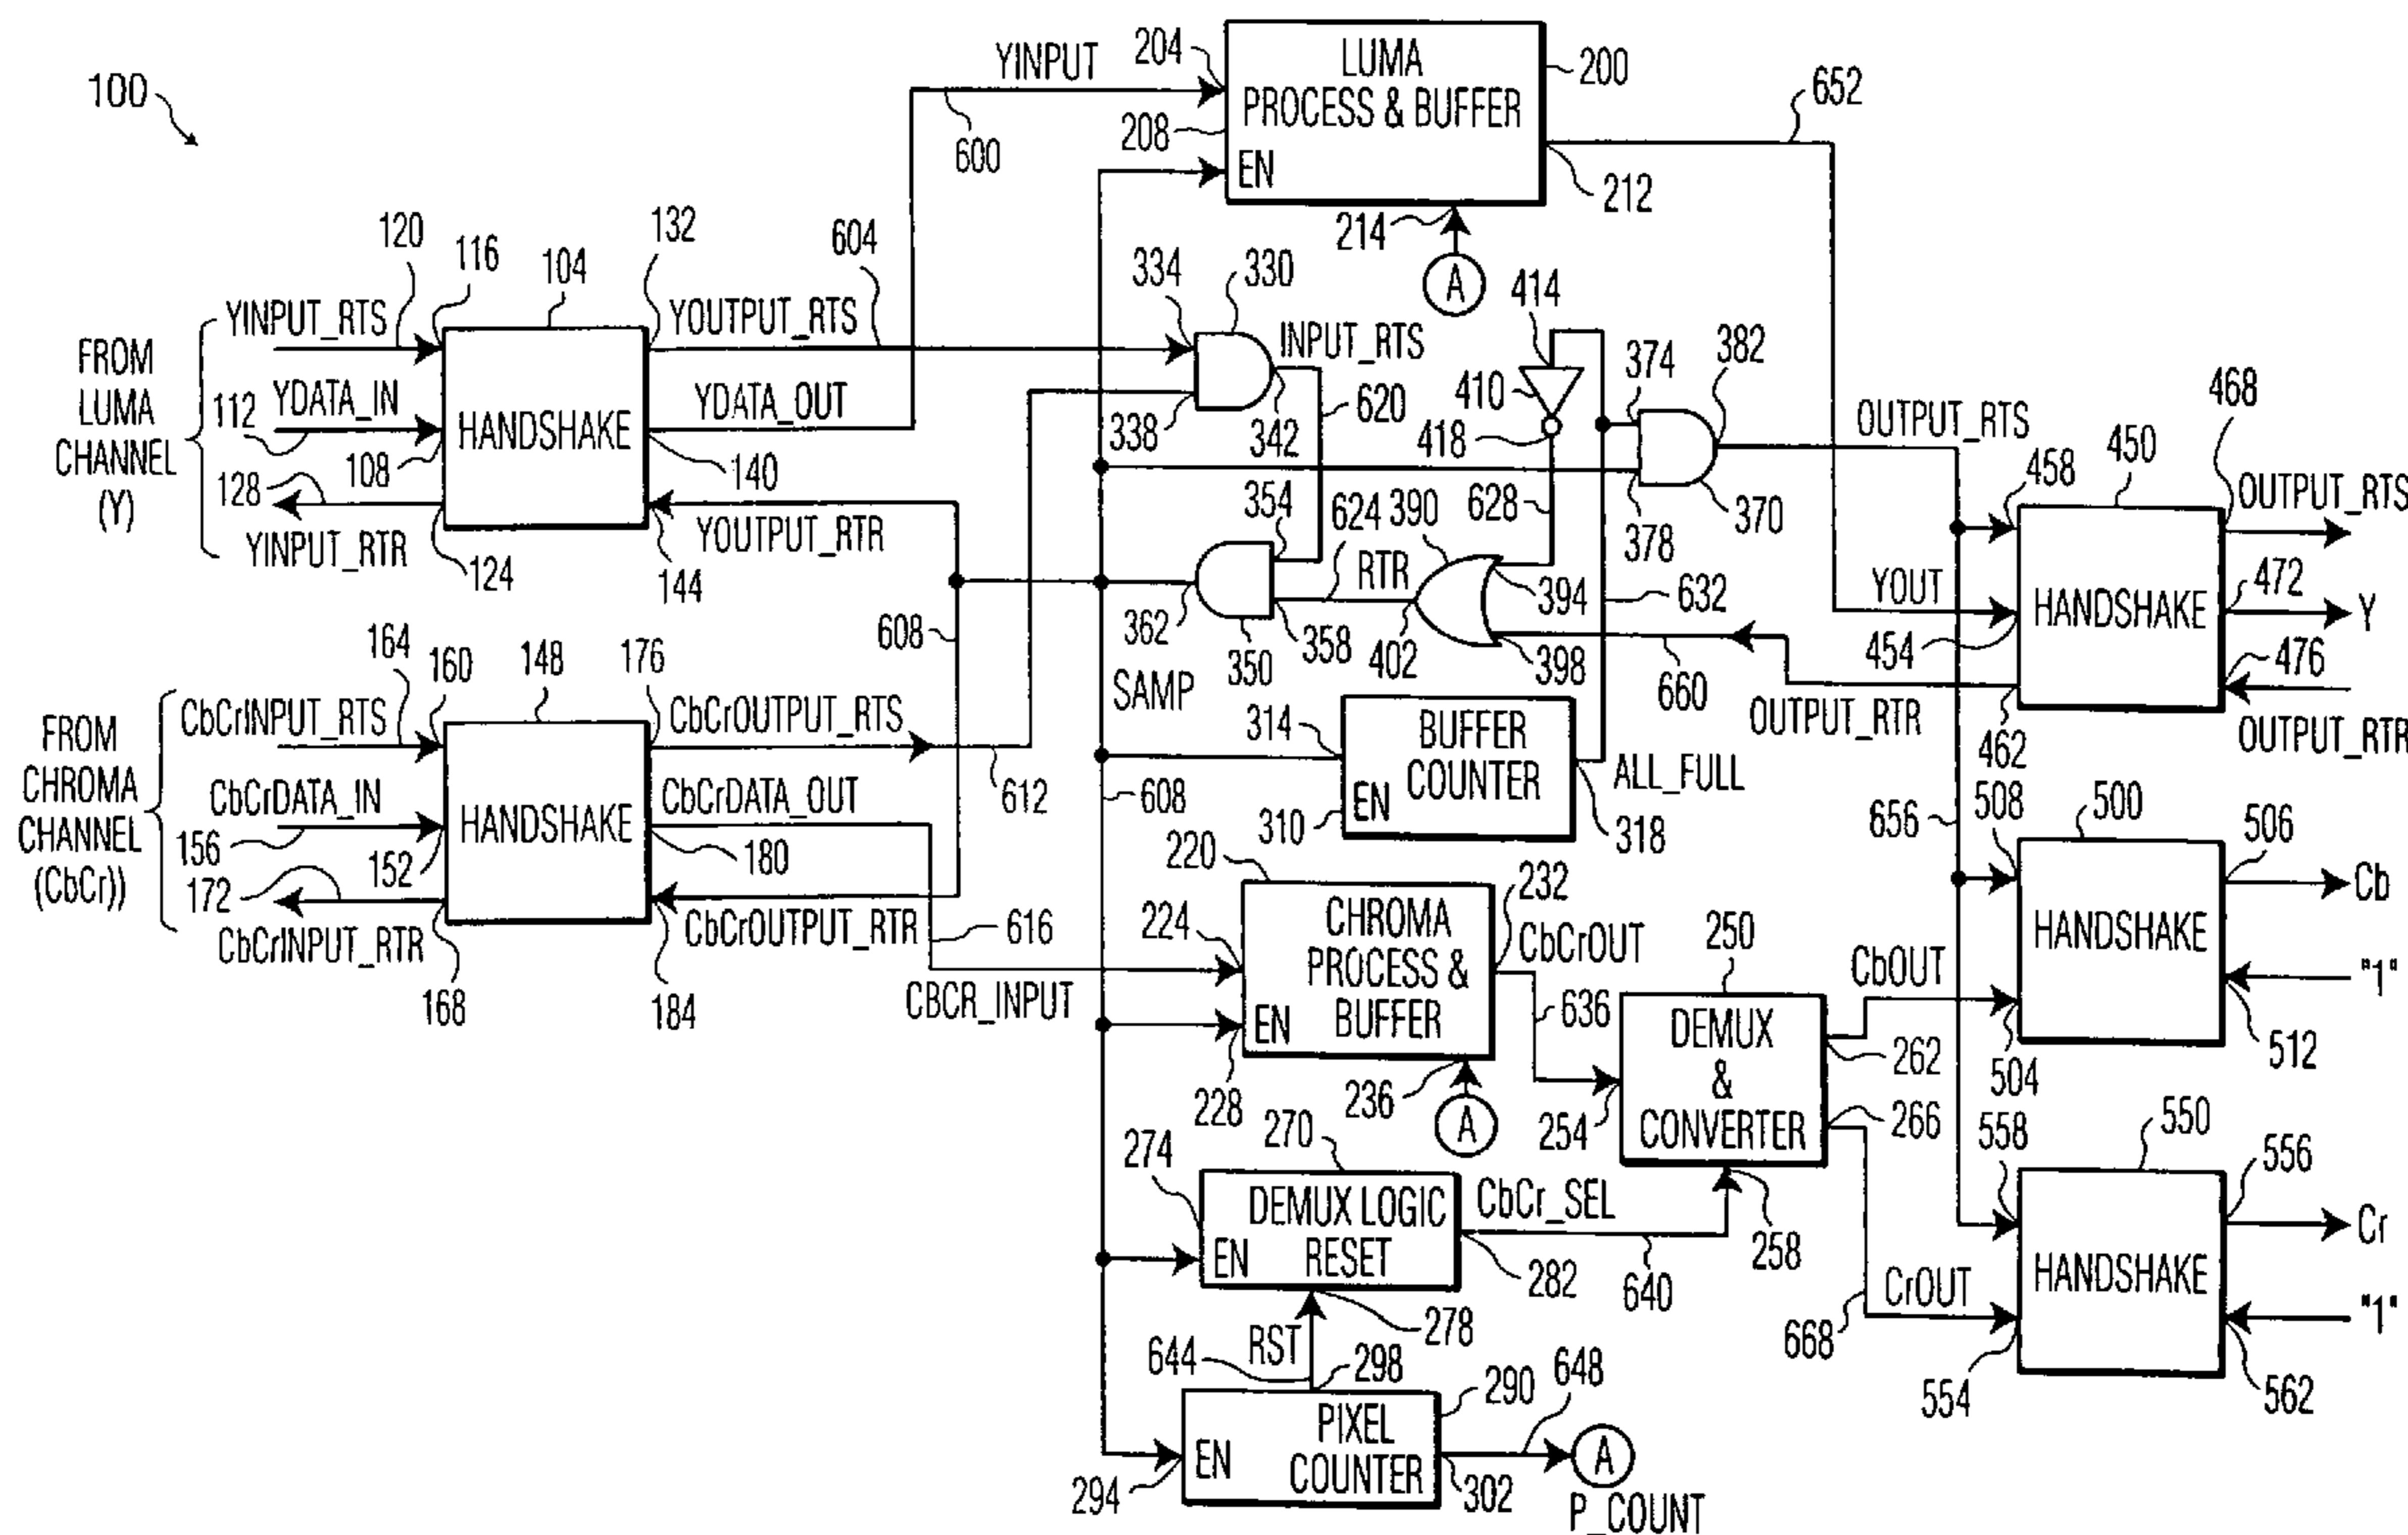 100
FROM
LUMA
CHANNEL
(Y)
YINPUT_RTS
120
116
104
132
604
YDATA_IN
112
108
128
YINPUT_RTR
124
HANDSHAKE
YOUTPUT_RTS
YDATA_OUT
140
YOUTPUT_RTR
144
YINPUT
600
204
208
LUMA
PROCESS & BUFFER
EN
200
212
214
A
652
334
330
338
INPUT_RTS
342
620
414
410
418
374
382
378
370
628
632
354
624
390
RTR
362
350
358
402
394
398
660
608
SAMP
OUTPUT_RTS
YOUT
OUTPUT_RTR
458
450
468
OUTPUT_RTS
HANDSHAKE
472
Y
454
476
462
OUTPUT_RTR
FROM
CHROMA
CHANNEL
(CbCr))
CbCrINPUT_RTS
164
160
148
176
CbCrDATA_IN
156
152
172
CbCrINPUT_RTR
168
HANDSHAKE
CbCrOUTPUT_RTS
612
CbCrDATA_OUT
180
CbCrOUTPUT_RTR
184
616
CBCR_INPUT
608
314
BUFFER
COUNTER
EN
310
318
ALL_FULL
220
224
CHROMA
PROCESS &
BUFFER
EN
228
232
236
A
CbCrOUT
636
250
DEMUX
&
CONVERTER
254
258
262
266
CbOUT
CrOUT
668
656
508
500
506
Cb
HANDSHAKE
"1"
504
512
558
550
556
Cr
HANDSHAKE
"1"
554
562
274
270
DEMUX LOGIC
RESET
EN
CbCr_SEL
282
640
278
RST
644
298
290
PIXEL
COUNTER
EN
294
302
648
A
P_COUNT